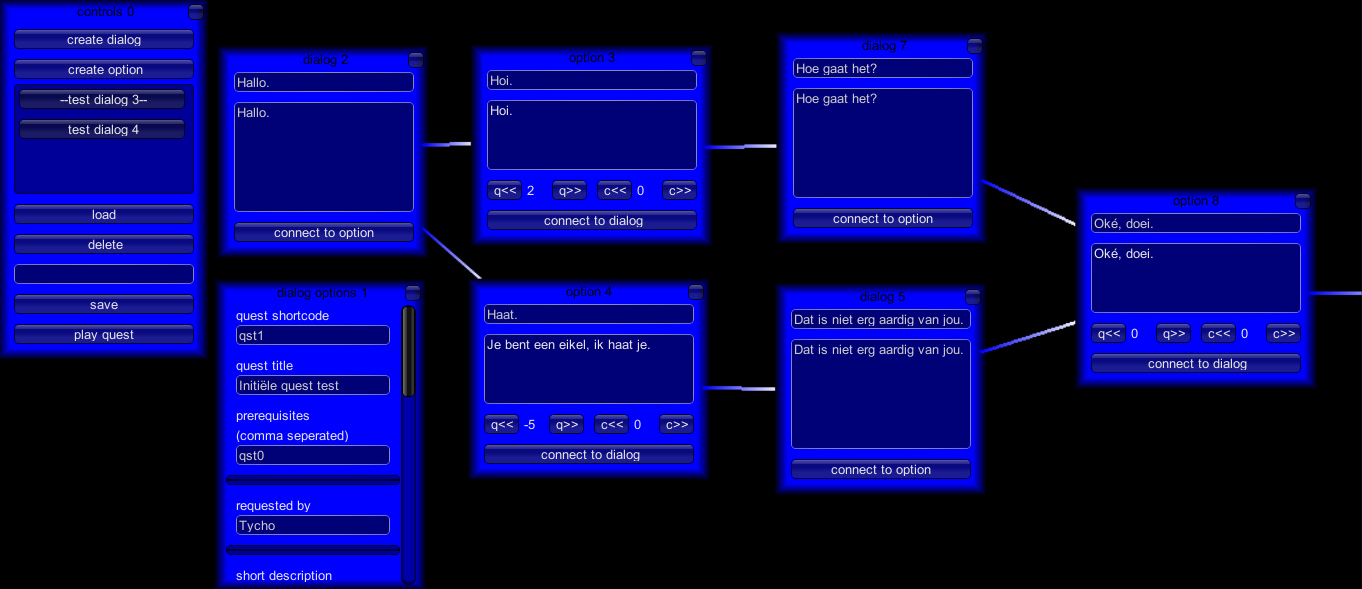 controls 0
create dialog
create option
--test dialog 3--
test dialog 4
load
delete
save
play quest
dialog 2
Hallo.
Hallo.
connect to option
dialog options 1
quest shortcode
qst1
quest title
Initiële quest test
prerequisites
(comma seperated)
qst0
requested by
Tycho
short description
option 3
Hoi.
Hoi.
q<< 2 q>> c<< 0 c>>
connect to dialog
option 4
Haat.
Je bent een eikel, ik haat je.
q<< -5 q>> c<< 0 c>>
connect to dialog
dialog 7
Hoe gaat het?
Hoe gaat het?
connect to option
dialog 5
Dat is niet erg aardig van jou.
Dat is niet erg aardig van jou.
connect to option
option 6
Oké, doei.
Oké, doei.
q<< 0 q>> c<< 0 c>>
connect to dialog